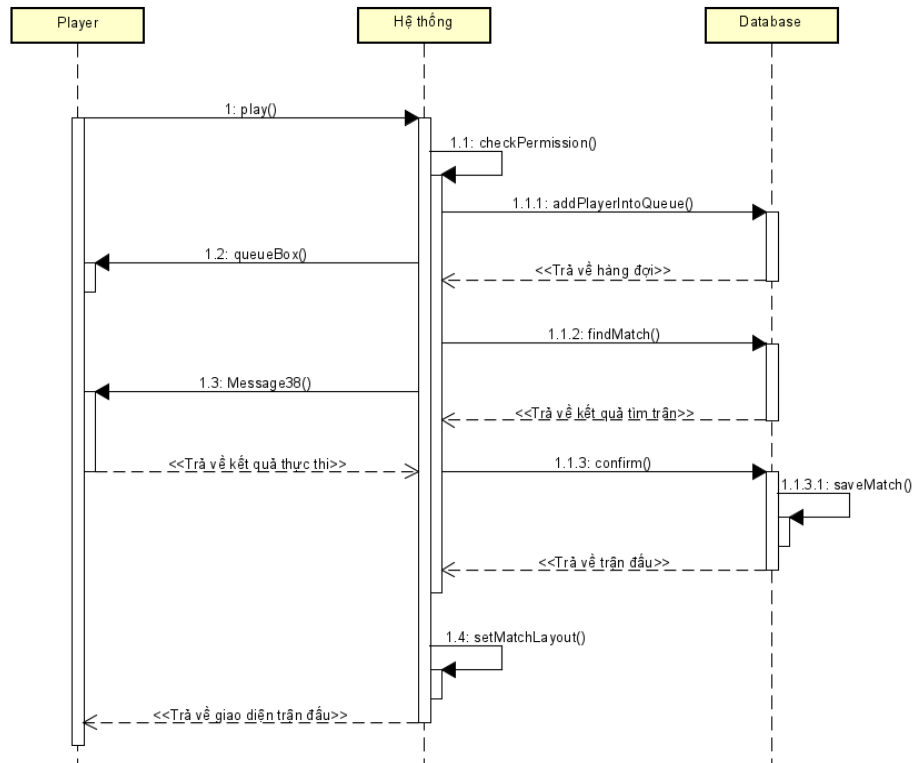 Player
Hệ thống
Database
1: play()
1.1: checkPermission()
1.1.1: addPlayerIntoQueue()
1.2: queueBox()
<<Trả về hàng đợi>>
1.1.2: findMatch()
1.3: Message38()
<<Trả về kết quả tìm trận>>
<<Trả về kết quả thực thi>>
1.1.3: confirm()
1.1.3.1: saveMatch()
<<Trả về trận đấu>>
1.4: setMatchLayout()
<<Trả về giao diện trận đấu>>